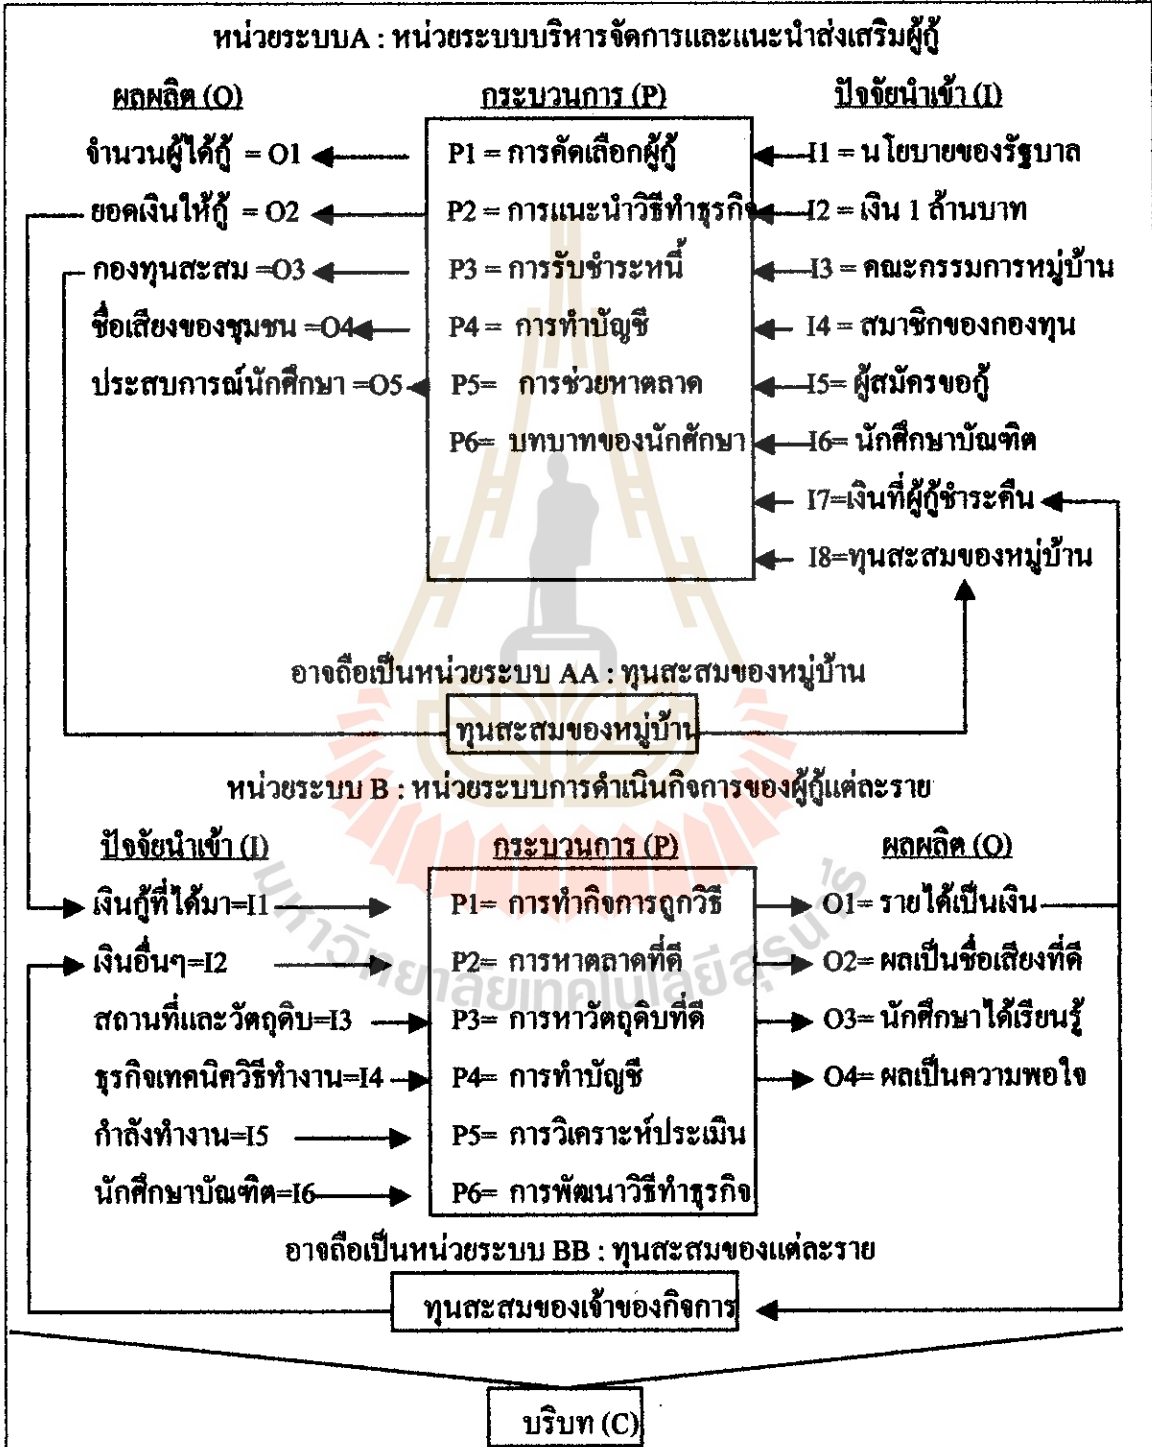 หน่วยระบบA : หน่วยระบบบริหารจัดการและแนะนำส่งเสริมผู้กู้
ผลผลิต (O) กระบวนการ (P) ปัจจัยนำเข้า (I)
จำนวนผู้ได้กู้ = O1 P1 = การคัดเลือกผู้กู้ I1 = นโยบายของรัฐบาล
ยอดเงินให้กู้ = O2 P2 = การแนะนำวิธีทำธุรกิจ I2 = เงิน 1 ล้านบาท
กองทุนสะสม =O3 P3 = การรับชำระหนี้ I3 = คณะกรรมการหมู่บ้าน
ชื่อเสียงของชุมชน =O4 P4 = การทำบัญชี I4 = สมาชิกของกองทุน
ประสบการณ์นักศึกษา =O5 P5= การช่วยหาตลาด I5= ผู้สมัครขอกู้
P6= บทบาทของนักศักษา I6= นักศึกษาบัณฑิต
I7=เงินที่ผู้กู้ชำระคืน
I8=ทุนสะสมของหมู่บ้าน
อาจถือเป็นหน่วยระบบ AA : ทุนสะสมของหมู่บ้าน
ทุนสะสมของหมู่บ้าน
หน่วยระบบ B : หน่วยระบบการดำเนินกิจการของผู้กู้แต่ละราย
ปัจจัยนำเข้า (I) กระบวนการ (P) ผลผลิต (O)
เงินกู้ที่ได้มา=I1 P1= การทำกิจการถูกวิธี O1= รายได้เป็นเงิน
เงินอื่นๆ=I2 P2= การหาตลาดที่ดี O2= ผลเป็นชื่อเสียงที่ดี
สถานที่และวัตถุดิบ=I3 P3= การหาวัตถุดิบที่ดี O3= นักศึกษาได้เรียนรู้
ธุรกิจเทคนิควิธีทำงาน=I4 P4= การทำบัญชี O4= ผลเป็นความพอใจ
กำลังทำงาน=I5 P5= การวิเคราะห์ประเมิน
นักศึกษาบัณฑิต=I6 P6= การพัฒนาวิธีทำธุรกิจ
อาจถือเป็นหน่วยระบบ BB : ทุนสะสมของแต่ละราย
ทุนสะสมของเจ้าของกิจการ
บริบท (C)
มหาวิทยาลัยเทคโนโลยีสุรนารี